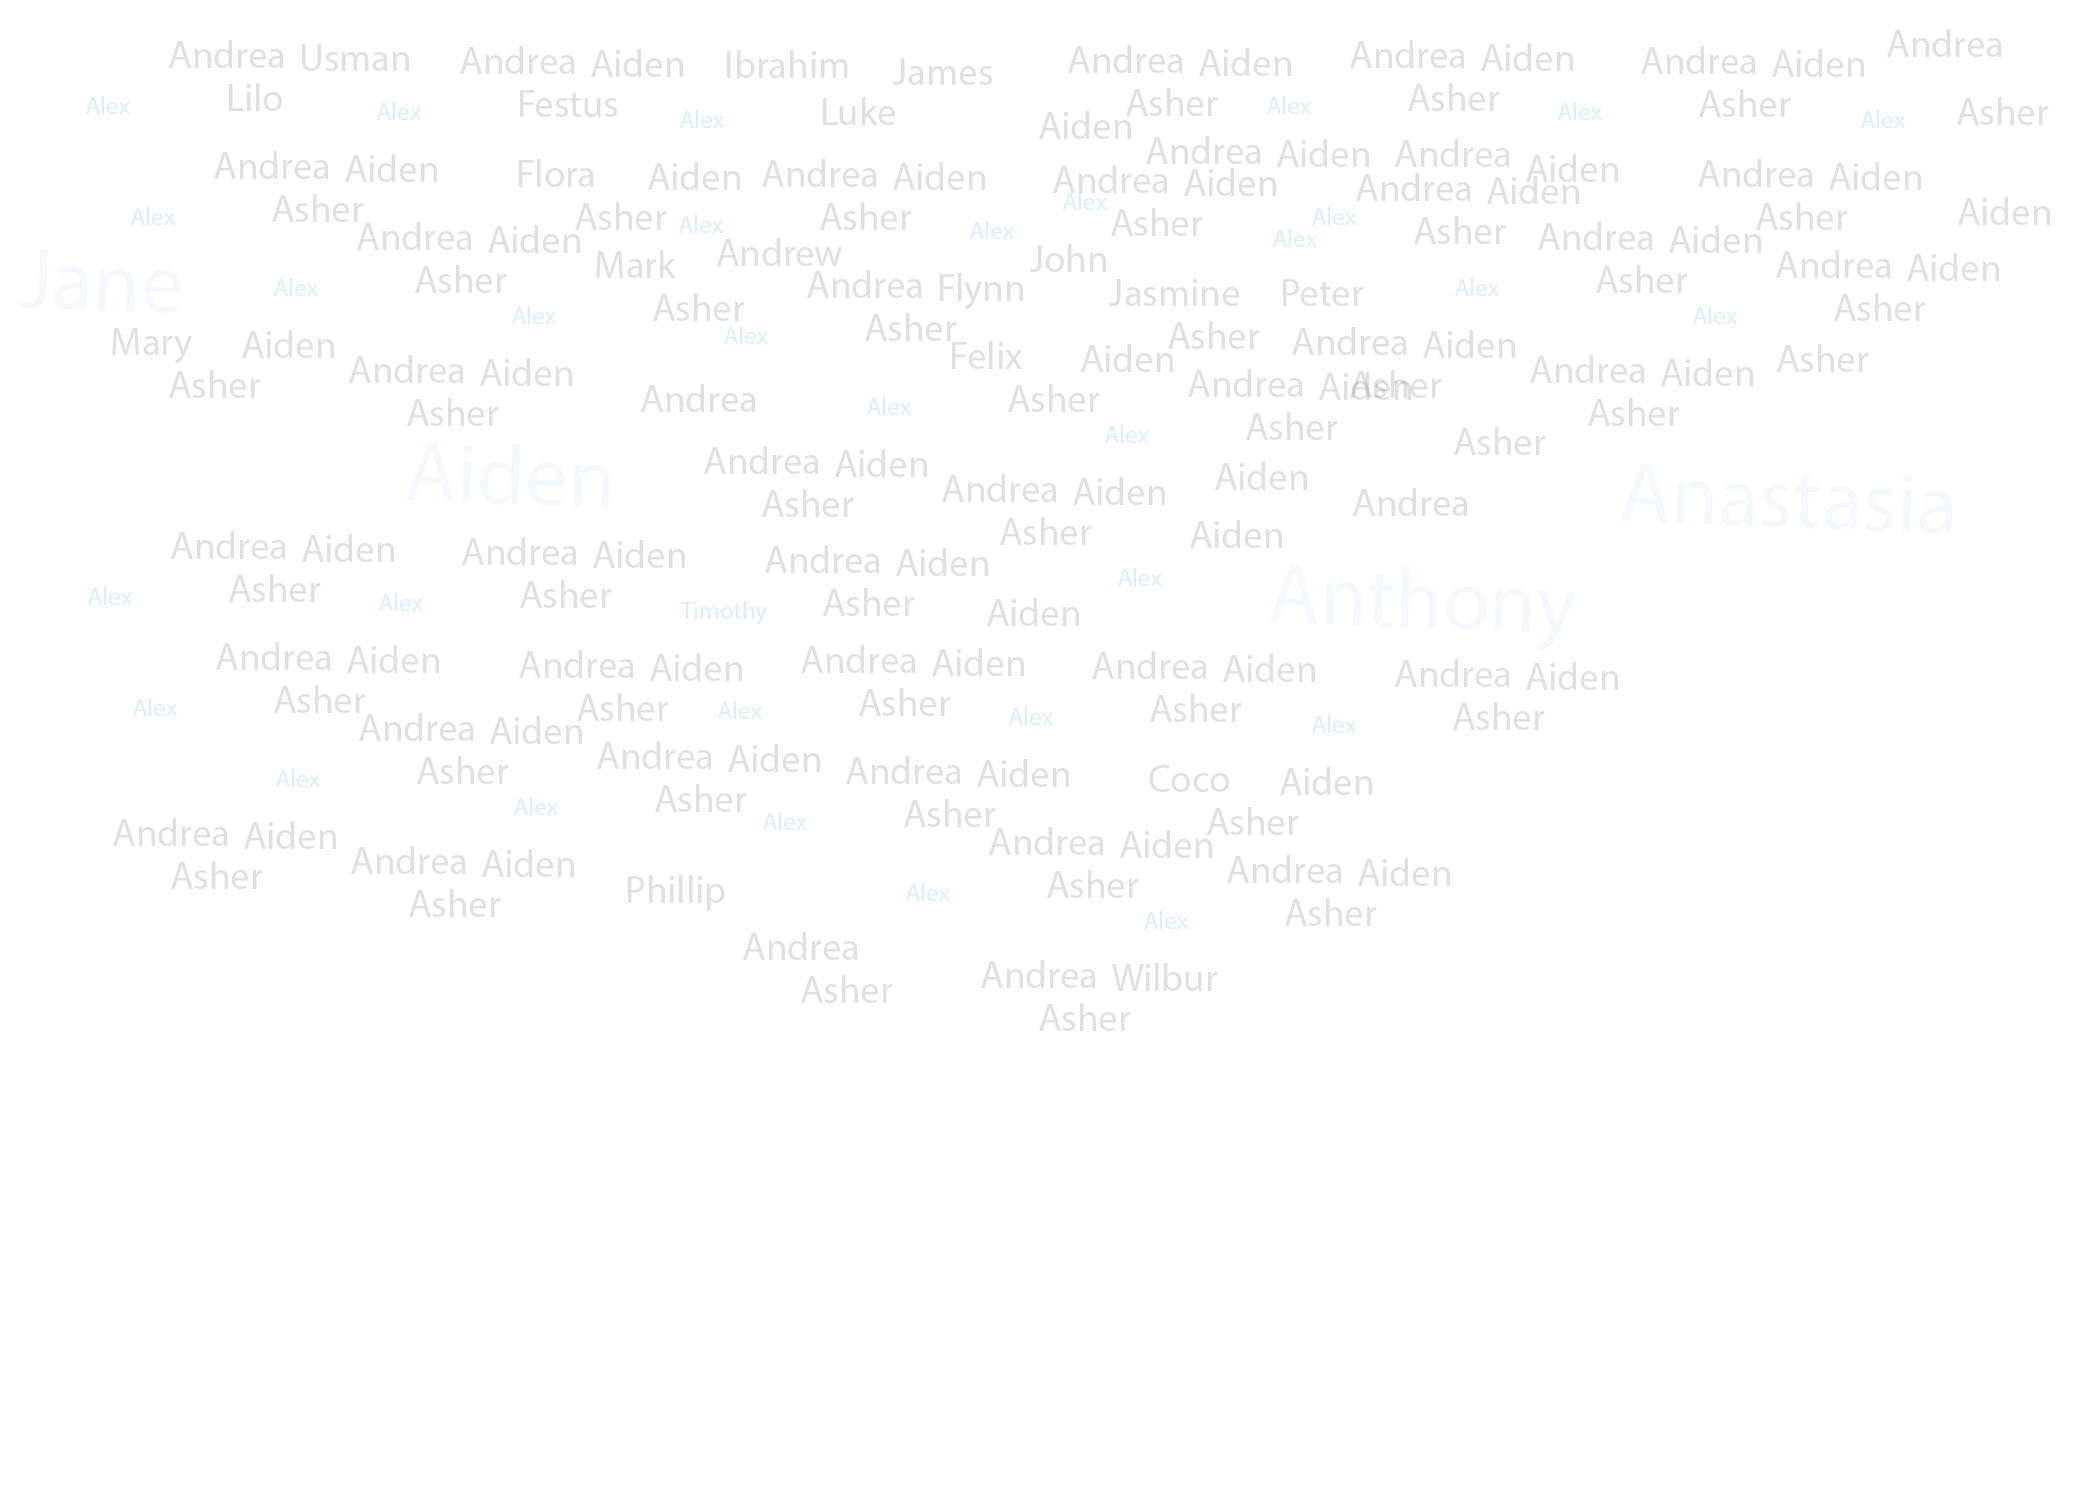 Andrea Usman Andrea Aiden Ibrahim James Andrea Aiden Andrea Aiden Andrea Aiden Andrea
Alex Lilo Alex Festus Alex Luke Aiden Asher Alex Asher Alex Asher Alex Asher
Andrea Aiden Andrea Aiden
Andrea Aiden Flora Aiden Andrea Aiden Andrea Aiden Andrea Aiden Andrea Aiden
Alex Asher Asher Alex Asher Alex Alex Asher Alex Asher Asher Aiden
Andrea Aiden Mark Andrew John Alex Andrea Aiden Andrea Aiden
Jane Alex Asher Alex Asher Andrea Flynn Jasmine Peter Alex Asher Alex Asher
Mary Aiden Alex Asher Felix Aiden Asher Andrea Aiden Asher
Asher Andrea Aiden Andrea Alex Asher Andrea Aiden Asher Andrea Aiden
Asher Alex Asher Asher Asher
Aiden Andrea Aiden Andrea Aiden Aiden Anastasia
Asher Asher Aiden Andrea
Andrea Aiden Andrea Aiden Andrea Aiden Alex
Alex Asher Alex Asher Timothy Asher Aiden Anthony
Andrea Aiden Andrea Aiden Andrea Aiden Andrea Aiden Andrea Aiden
Alex Asher Asher Alex Asher Alex Asher Alex Asher
Andrea Aiden Andrea Aiden Andrea Aiden Coco Aiden
Alex Asher Alex Asher Alex Asher Asher
Andrea Aiden Andrea Aiden
Asher Andrea Aiden Phillip Alex Asher Andrea Aiden
Asher Alex Asher
Andrea Andrea Wilbur
Asher Asher